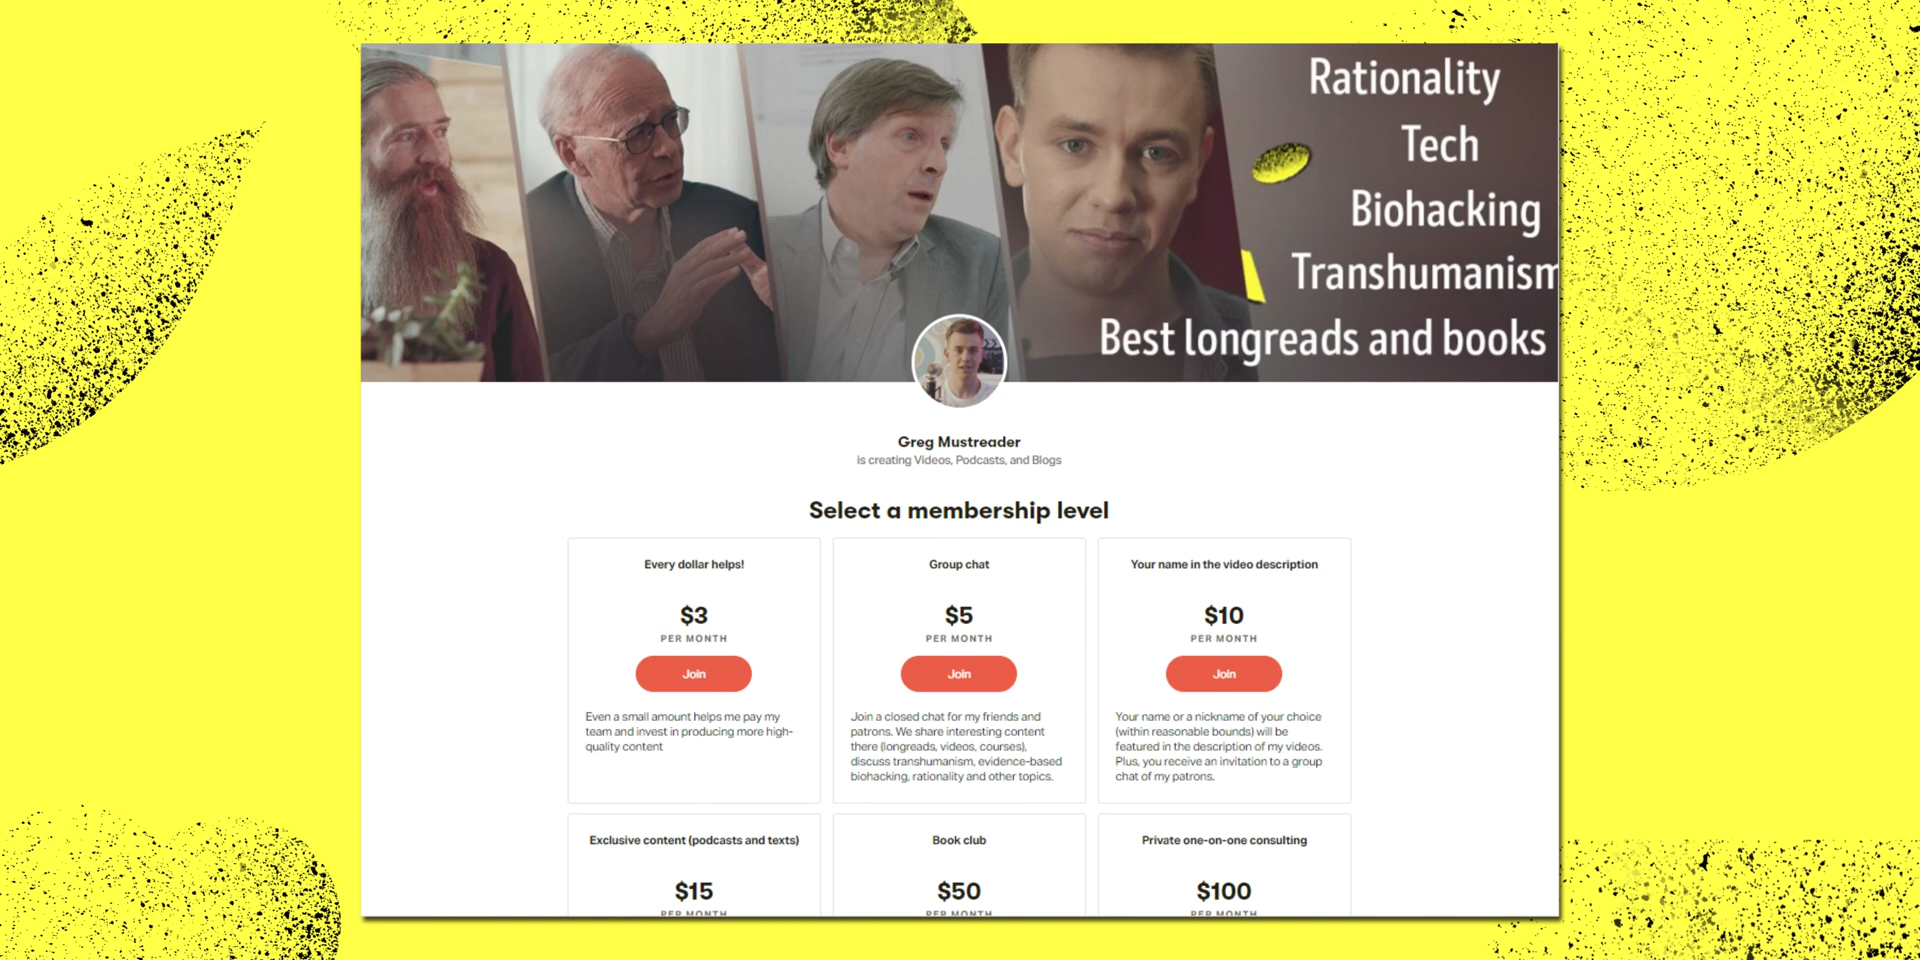 Rationality
Tech
Biohacking
Transhumanism
Best longreads and books
Greg Mustreader
is creating Videos, Podcasts, and Blogs
Select a membership level
Every dollar helps!
$3
PER MONTH
Join
Even a small amount helps me pay my
team and invest in producing more high-
quality content
Group chat
$5
PER MONTH
Join
Join a closed chat for my friends and
patrons. We share interesting content
there (longreads, videos, courses),
discuss transhumanism, evidence-based
biohacking, rationality and other topics.
Your name in the video description
$10
PER MONTH
Join
Your name or a nickname of your choice
(within reasonable bounds) will be
featured in the description of my videos.
Plus, you receive an invitation to a group
chat of my patrons.
Exclusive content (podcasts and texts)
$15
PER MONTH
Book club
$50
PER MONTH
Private one-on-one consulting
$100
PER MONTH